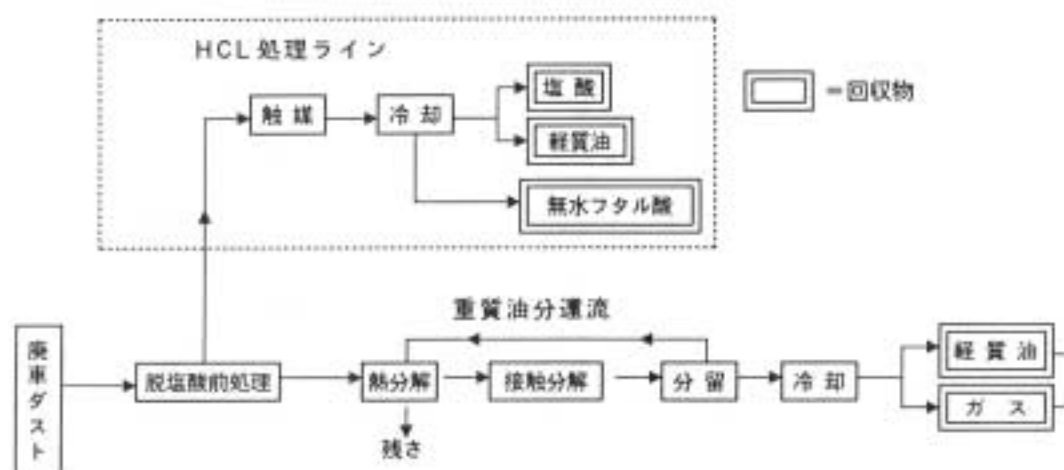 HCL処理ライン
触媒
冷却
塩酸
軽質油
無水フタル酸
=回収物
重質油分還流
廃車ダスト
脱塩酸前処理
熱分解
接触分解
分留
冷却
軽質油
ガス
残さ